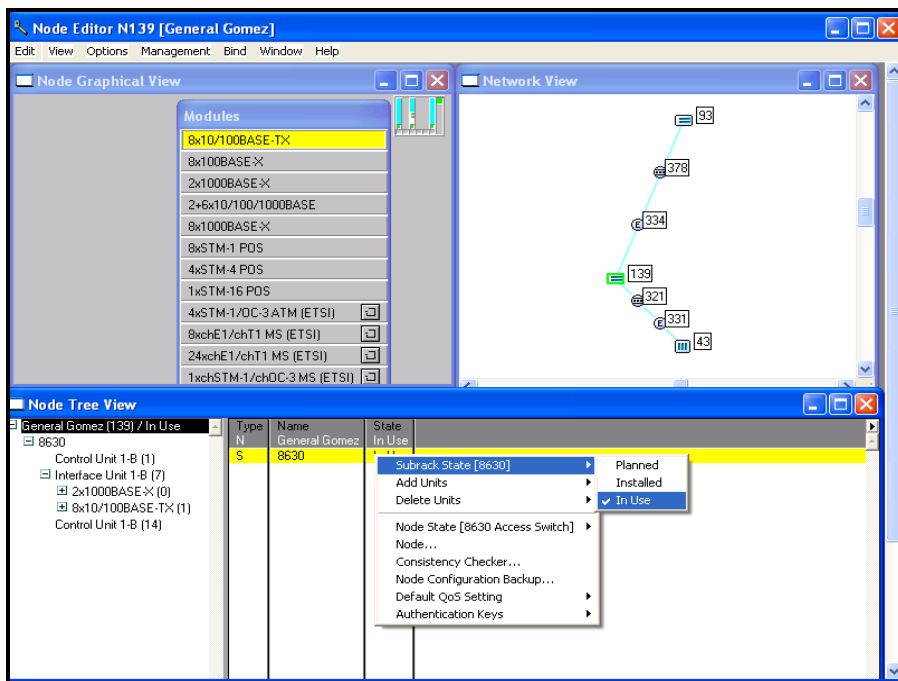 Node Editor N139 [General Gomez]
Edit View Options Management Bind Window Help
Node Graphical View
Modules
8x10/100BASE-TX
8x100BASE-X
2x1000BASE-X
2+6x10/100/1000BASE
8x1000BASE-X
8xSTM-1 POS
4xSTM-4 POS
1xSTM-16 POS
4xSTM-1/OC-3 ATM (ETSI)
8xchE1/chT1 MS (ETSI)
24xchE1/chT1 MS (ETSI)
1xchSTM-1/chOC-3 MS (ETSI)
Network View
93
378
334
139
321
331
43
Node Tree View
General Gomez (139) / In Use
8630
Control Unit 1-B (1)
Interface Unit 1-B (7)
2x1000BASE-X (0)
8x10/100BASE-TX (1)
Control Unit 1-B (14)
Type Name State
N General Gomez In Use
S 8630
Subrack State [8630]
Add Units
Delete Units
Node State [8630 Access Switch]
Node...
Consistency Checker...
Node Configuration Backup...
Default QoS Setting
Authentication Keys
Planned
Installed
In Use